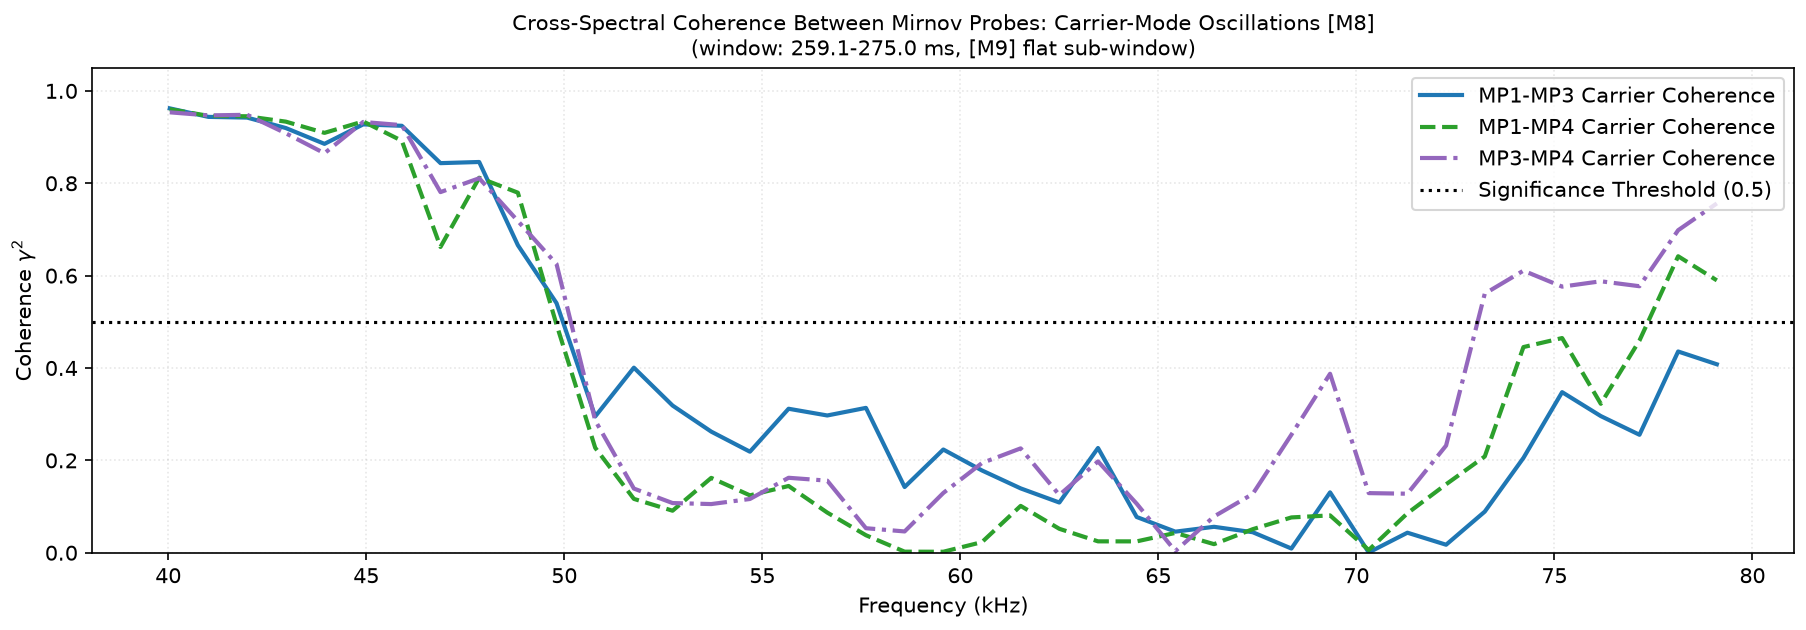 Cross-Spectral Coherence Between Mirnov Probes: Carrier-Mode Oscillations [M8]
(window: 259.1-275.0 ms, [M9] flat sub-window)
MP1-MP3 Carrier Coherence
MP1-MP4 Carrier Coherence
MP3-MP4 Carrier Coherence
Significance Threshold (0.5)
Coherence γ²
1.0
0.8
0.6
0.4
0.2
0.0
40 45 50 55 60 65 70 75 80
Frequency (kHz)